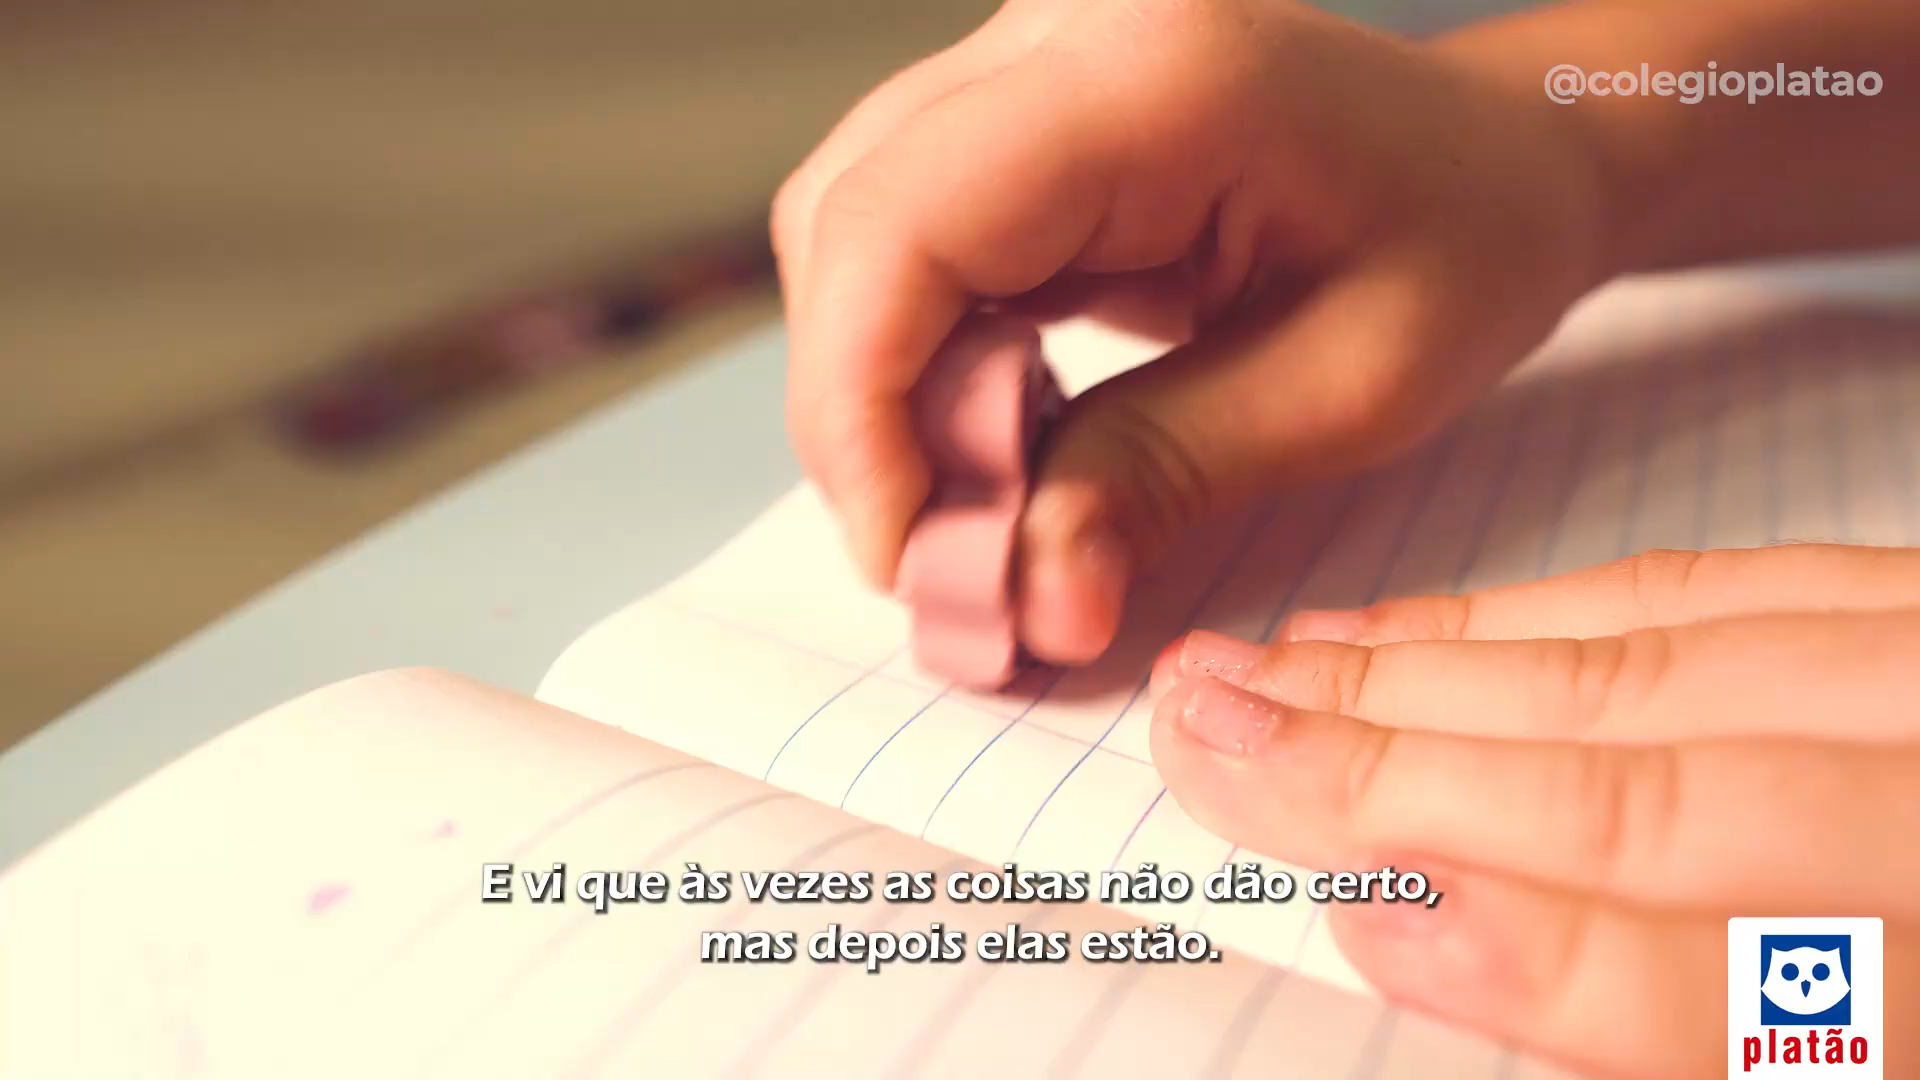 @colegioplatao
E vi que às vezes as coisas não dão certo,
mas depois elas estão.
platão